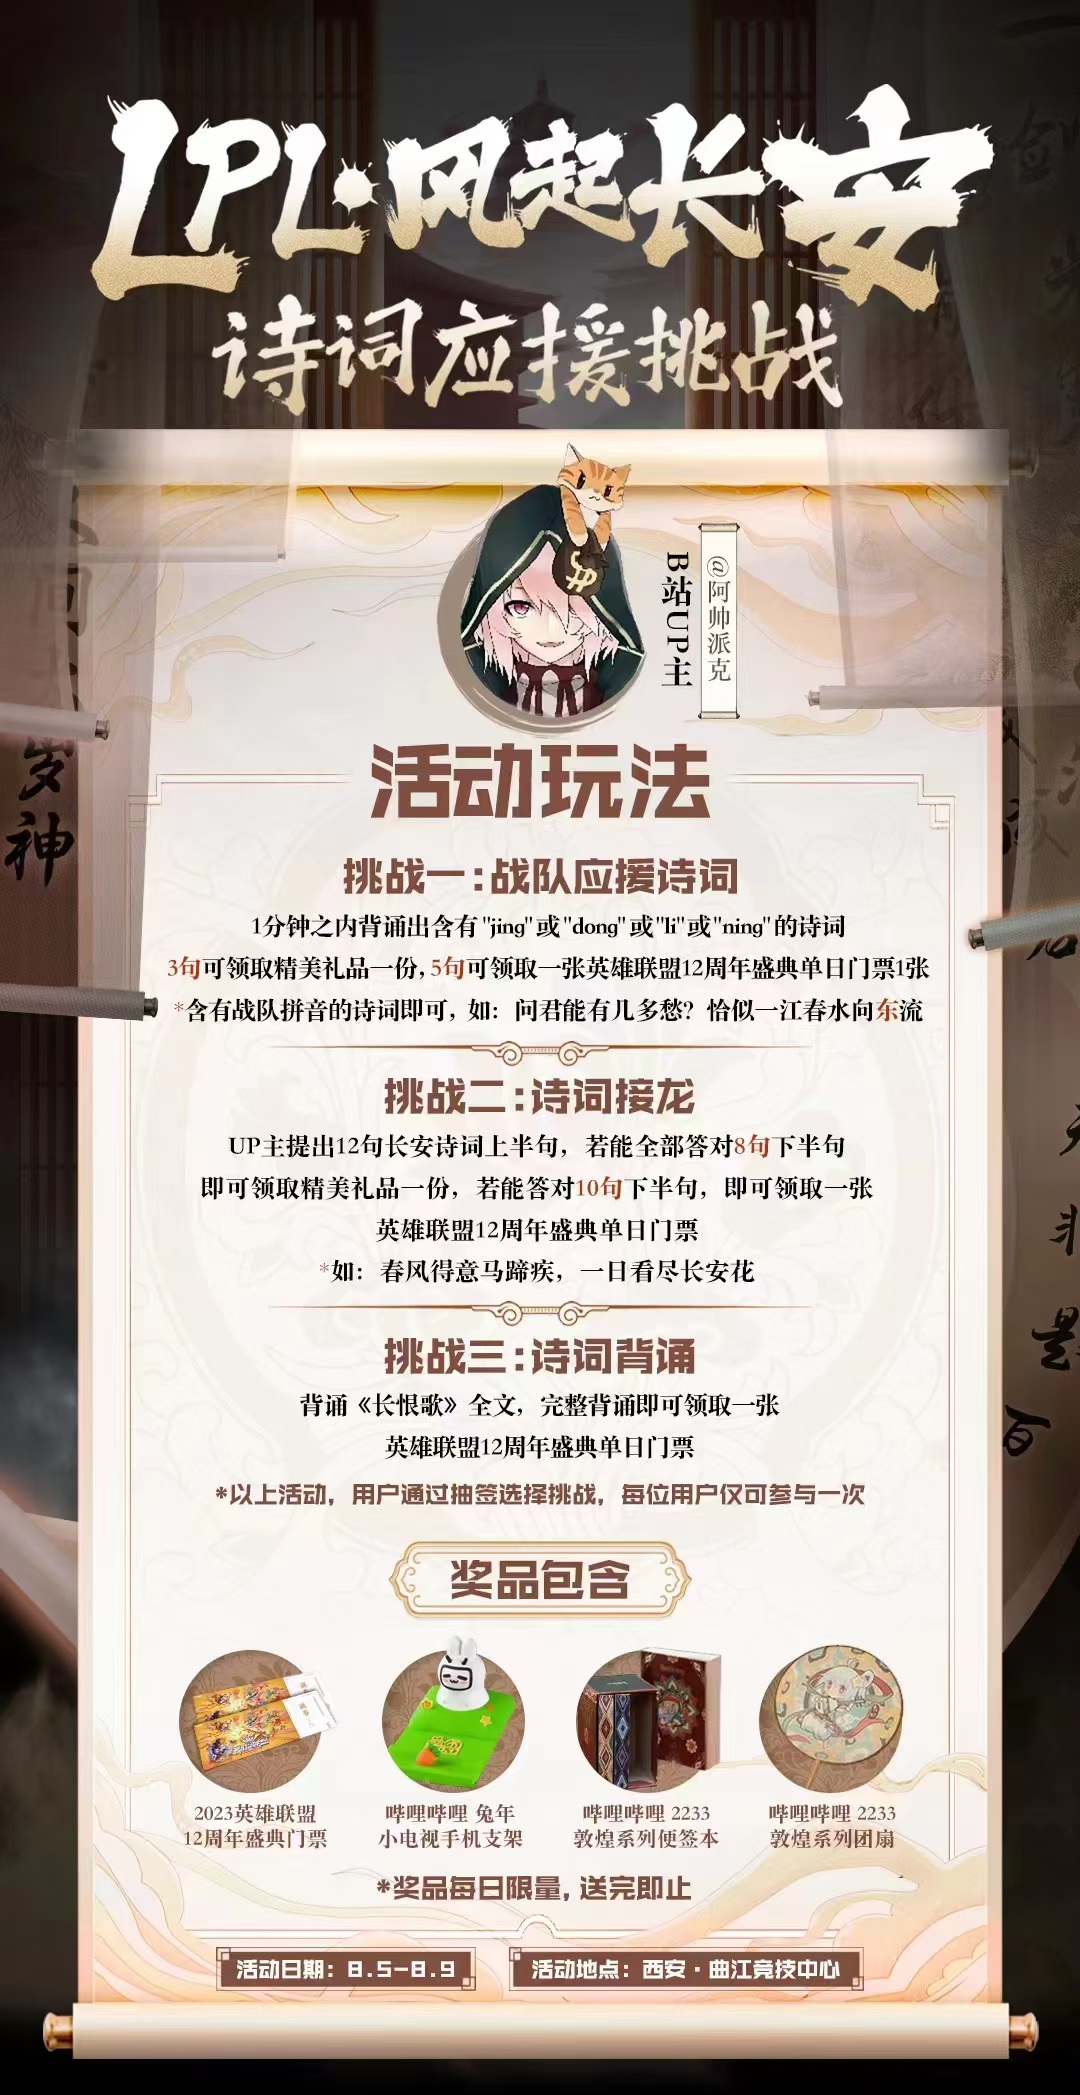 LPL·风起长安
诗词应援挑战
B站UP主
@阿帅派克
活动玩法
挑战一:战队应援诗词
1分钟之内背诵出含有"jing"或"dong"或"li"或"ning"的诗词
3句可领取精美礼品一份,5句可领取一张英雄联盟12周年盛典单日门票1张
*含有战队拼音的诗词即可,如:问君能有几多愁?恰似一江春水向东流
挑战二:诗词接龙
UP主提出12句长安诗词上半句,若能全部答对8句下半句
即可领取精美礼品一份,若能答对10句下半句,即可领取一张
英雄联盟12周年盛典单日门票
*如:春风得意马蹄疾,一日看尽长安花
挑战三:诗词背诵
背诵《长恨歌》全文,完整背诵即可领取一张
英雄联盟12周年盛典单日门票
*以上活动,用户通过抽签选择挑战,每位用户仅可参与一次
奖品包含
2023英雄联盟
12周年盛典门票
哔哩哔哩 兔年
小电视手机支架
哔哩哔哩 2233
敦煌系列便签本
哔哩哔哩 2233
敦煌系列团扇
*奖品每日限量,送完即止
活动日期:8.5-8.9
活动地点:西安·曲江竞技中心